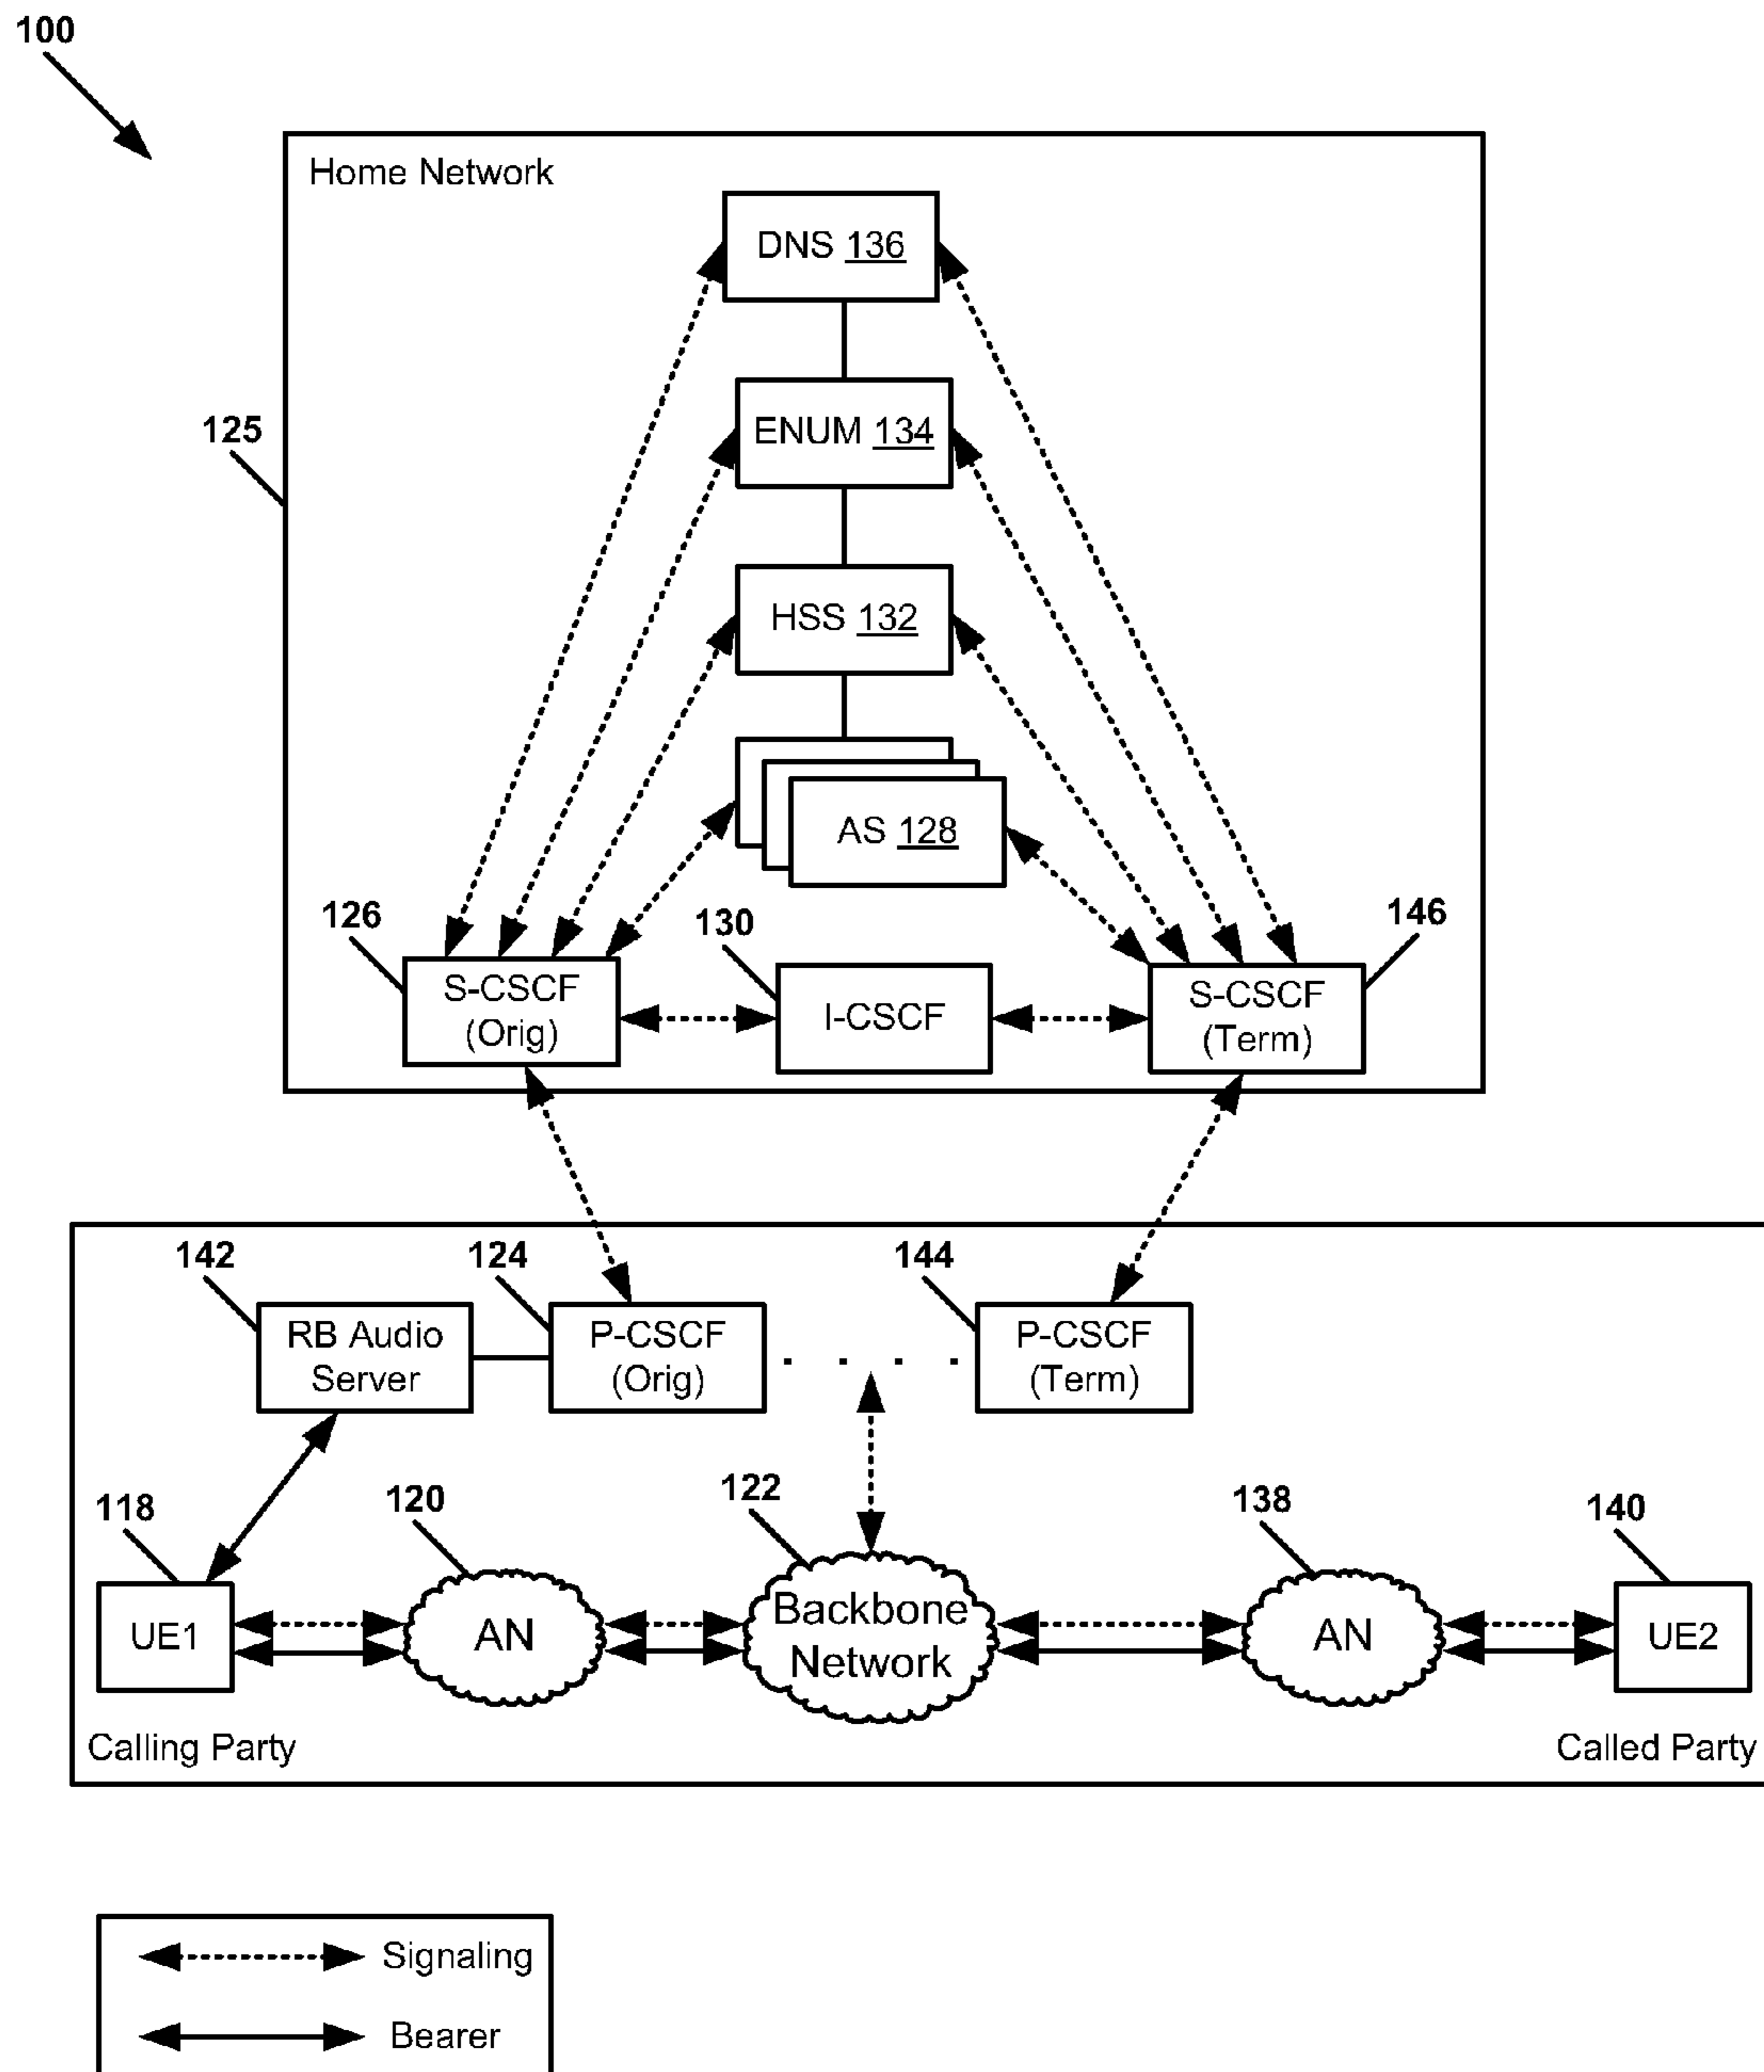 100
Home Network
DNS 136
125
ENUM 134
HSS 132
AS 128
126
130
146
S-CSCF
(Orig)
I-CSCF
S-CSCF
(Term)
142
124
144
RB Audio
Server
P-CSCF
(Orig)
. . . .
P-CSCF
(Term)
118
120
122
138
140
UE1
AN
Backbone
Network
AN
UE2
Calling Party
Called Party
Signaling
Bearer